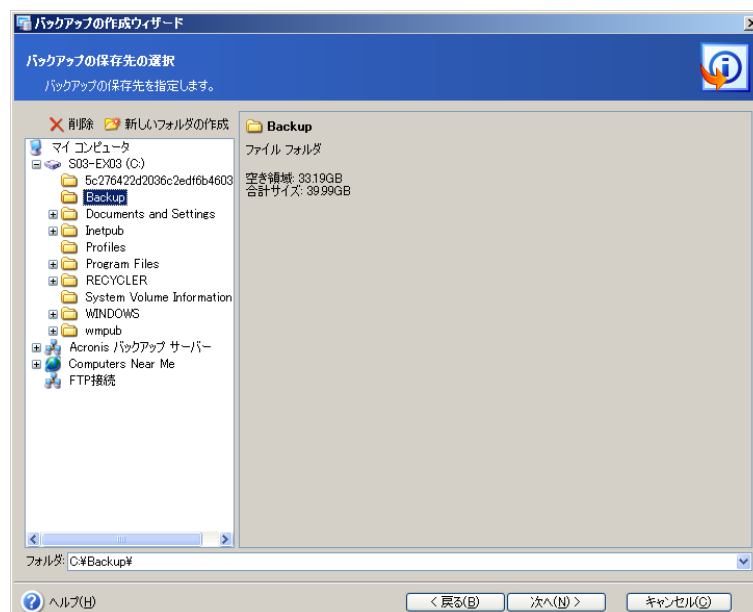 バックアップの作成ウィザード
バックアップの保存先の選択
バックアップの保存先を指定します。
削除 新しいフォルダの作成
マイ コンピュータ
S03-EX03 (C:)
5c276422d2036c2edf6b4603
Backup
Documents and Settings
Inetpub
Profiles
Program Files
RECYCLER
System Volume Information
WINDOWS
wmpub
Acronis バックアップ サーバー
Computers Near Me
FTP接続
Backup
ファイル フォルダ
空き領域: 33.19GB
合計サイズ: 39.99GB
フォルダ: C:¥Backup¥
ヘルプ(H)
< 戻る(B)
次へ(N) >
キャンセル(C)